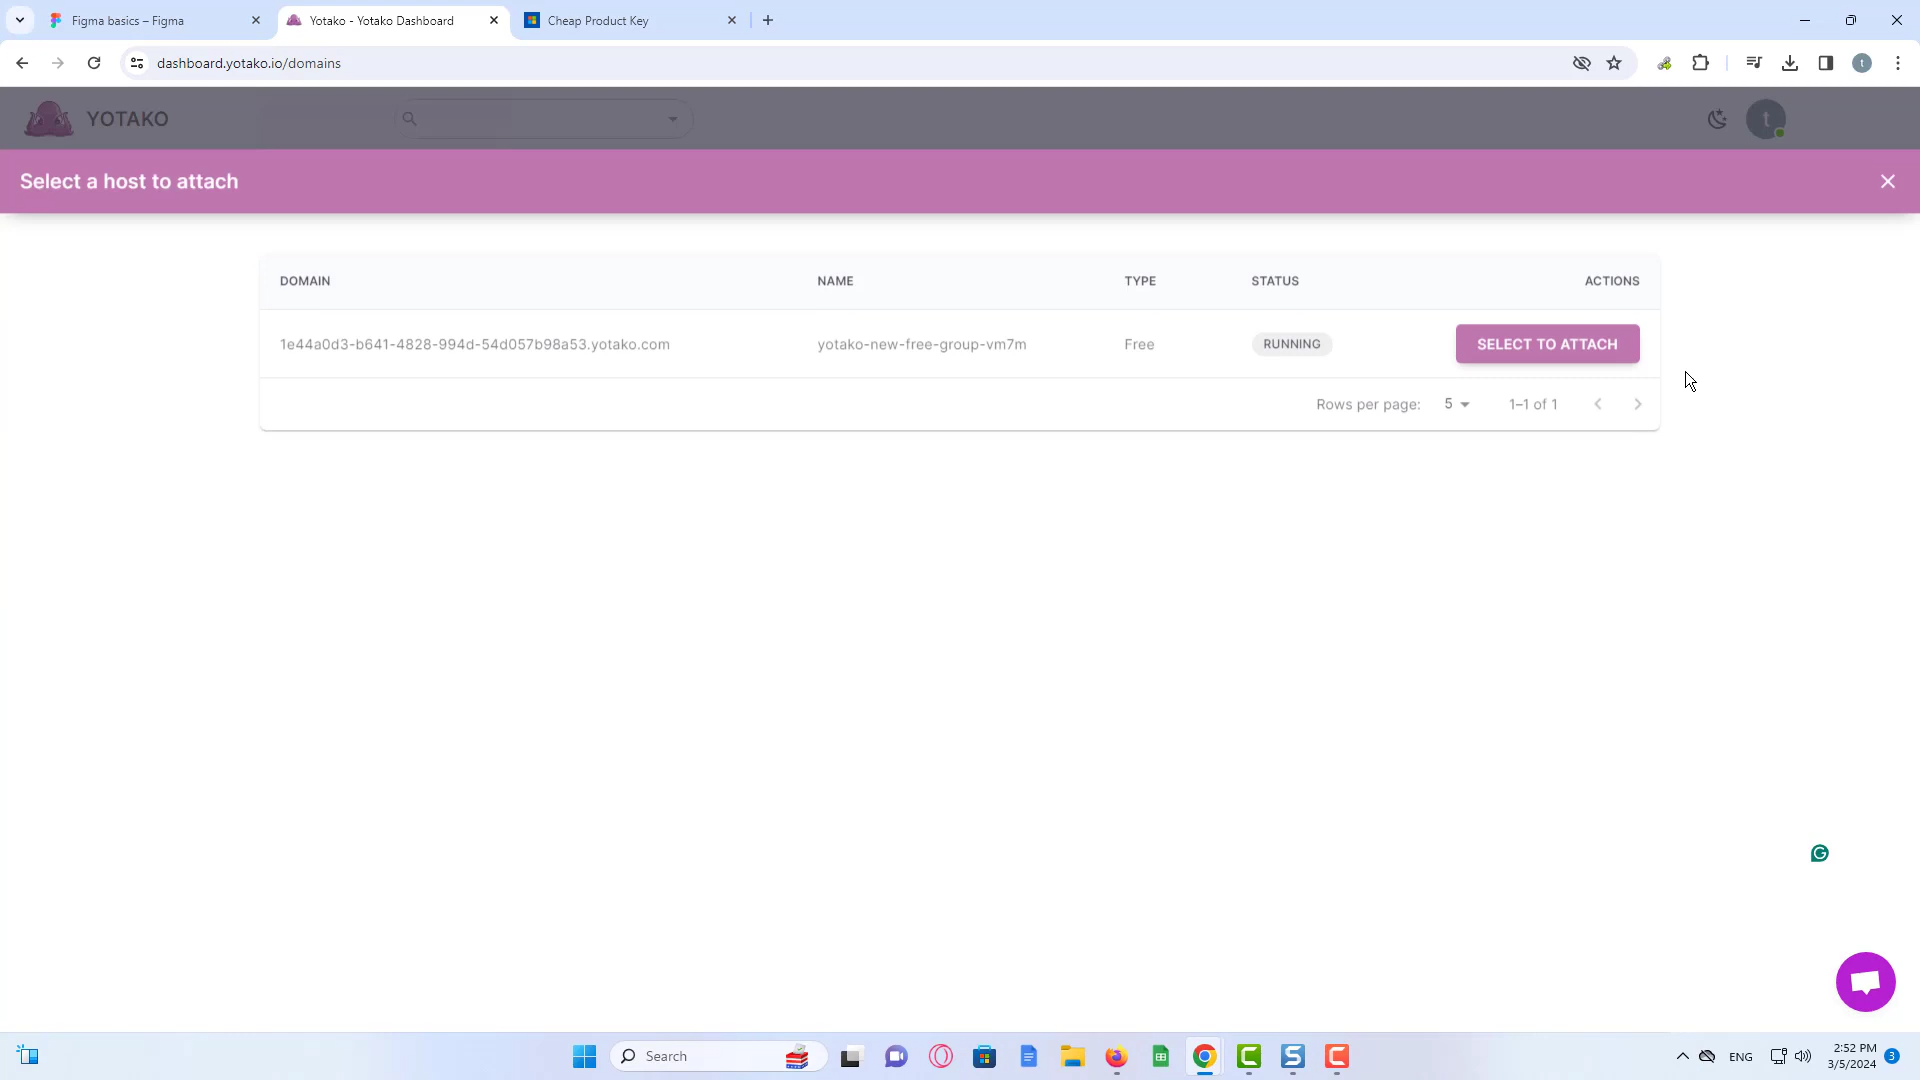 Figma basics – Figma
Yotako - Yotako Dashboard
Cheap Product Key
dashboard.yotako.io/domains
t
YOTAKO
t
Select a host to attach
DOMAIN NAME TYPE STATUS ACTIONS
1e44a0d3-b641-4828-994d-54d057b98a53.yotako.com yotako-new-free-group-vm7m Free RUNNING SELECT TO ATTACH
Rows per page: 5 1–1 of 1
Search
ENG
2:52 PM
3/5/2024
3